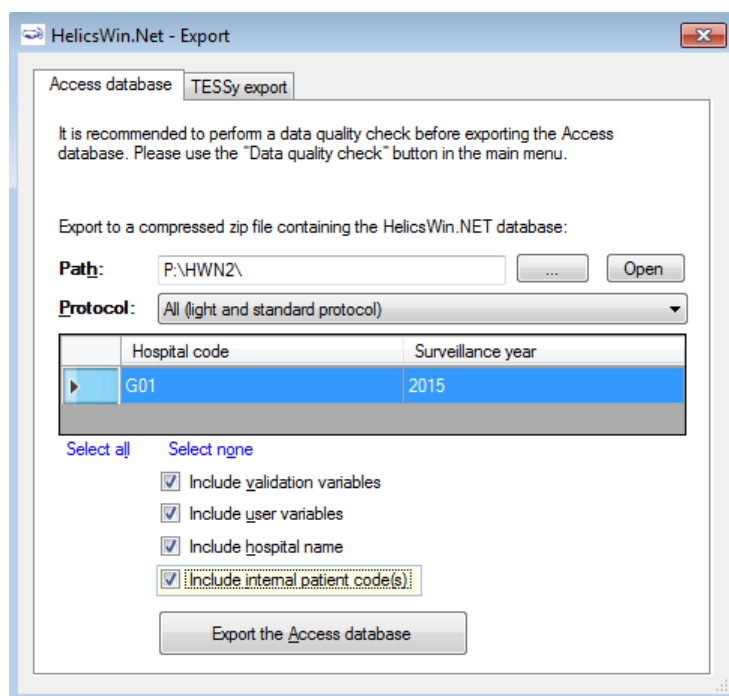 HelicsWin.Net - Export
Access database TESSy export
It is recommended to perform a data quality check before exporting the Access
database. Please use the "Data quality check" button in the main menu.
Export to a compressed zip file containing the HelicsWin.NET database:
Path: P:\HWN2\ ... Open
Protocol: All (light and standard protocol)
Hospital code Surveillance year
G01 2015
Select all Select none
Include validation variables
Include user variables
Include hospital name
Include internal patient code(s)
Export the Access database